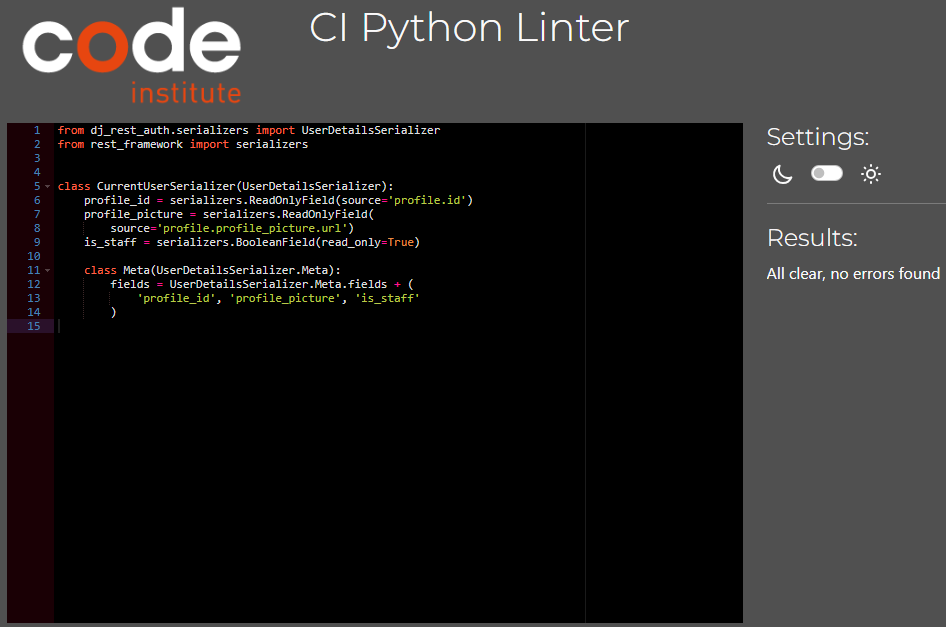 code
institute
CI Python Linter
1 from dj_rest_auth.serializers import UserDetailsSerializer
2 from rest_framework import serializers
3
4
5 class CurrentUserSerializer(UserDetailsSerializer):
6     profile_id = serializers.ReadOnlyField(source='profile.id')
7     profile_picture = serializers.ReadOnlyField(
8         source='profile.profile_picture.url')
9     is_staff = serializers.BooleanField(read_only=True)
10
11     class Meta(UserDetailsSerializer.Meta):
12         fields = UserDetailsSerializer.Meta.fields + (
13             'profile_id', 'profile_picture', 'is_staff'
14         )
15
Settings:
Results:
All clear, no errors found